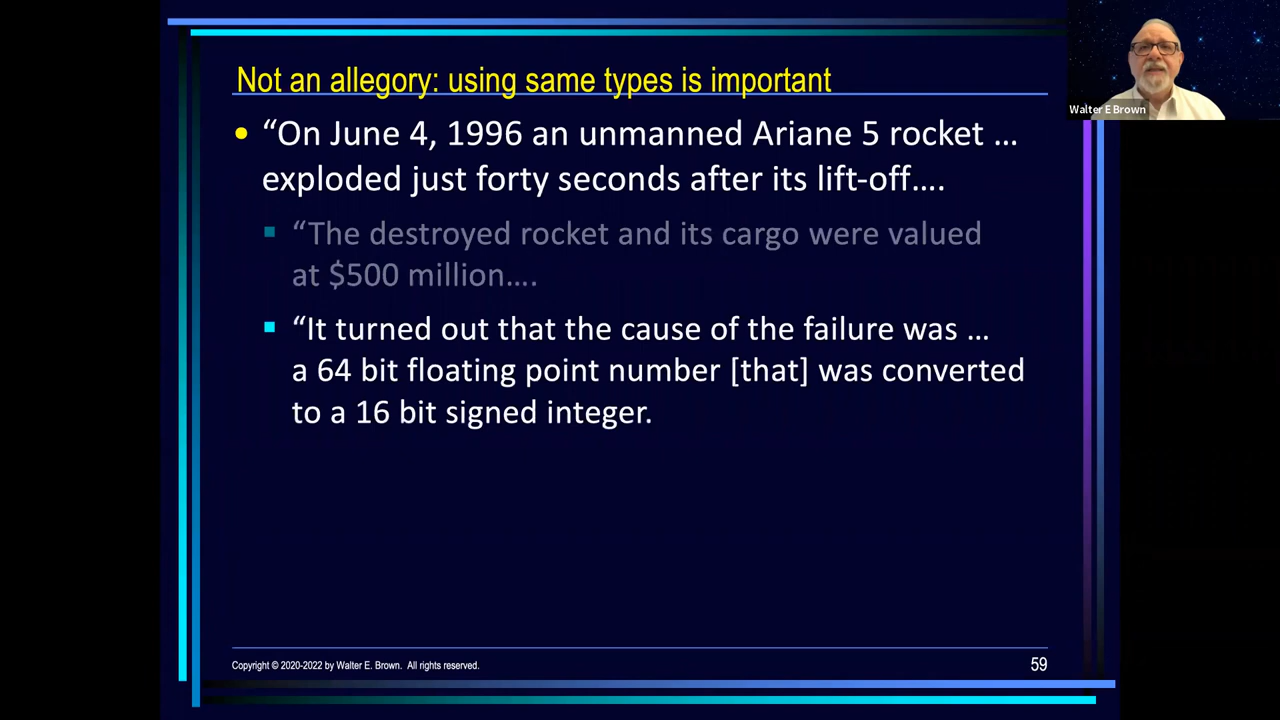 Not an allegory: using same types is important
Walter E Brown
• “On June 4, 1996 an unmanned Ariane 5 rocket …
exploded just forty seconds after its lift-off….
▪ “The destroyed rocket and its cargo were valued
at $500 million….
▪ “It turned out that the cause of the failure was …
a 64 bit floating point number [that] was converted
to a 16 bit signed integer.
Copyright © 2020-2022 by Walter E. Brown. All rights reserved.
59